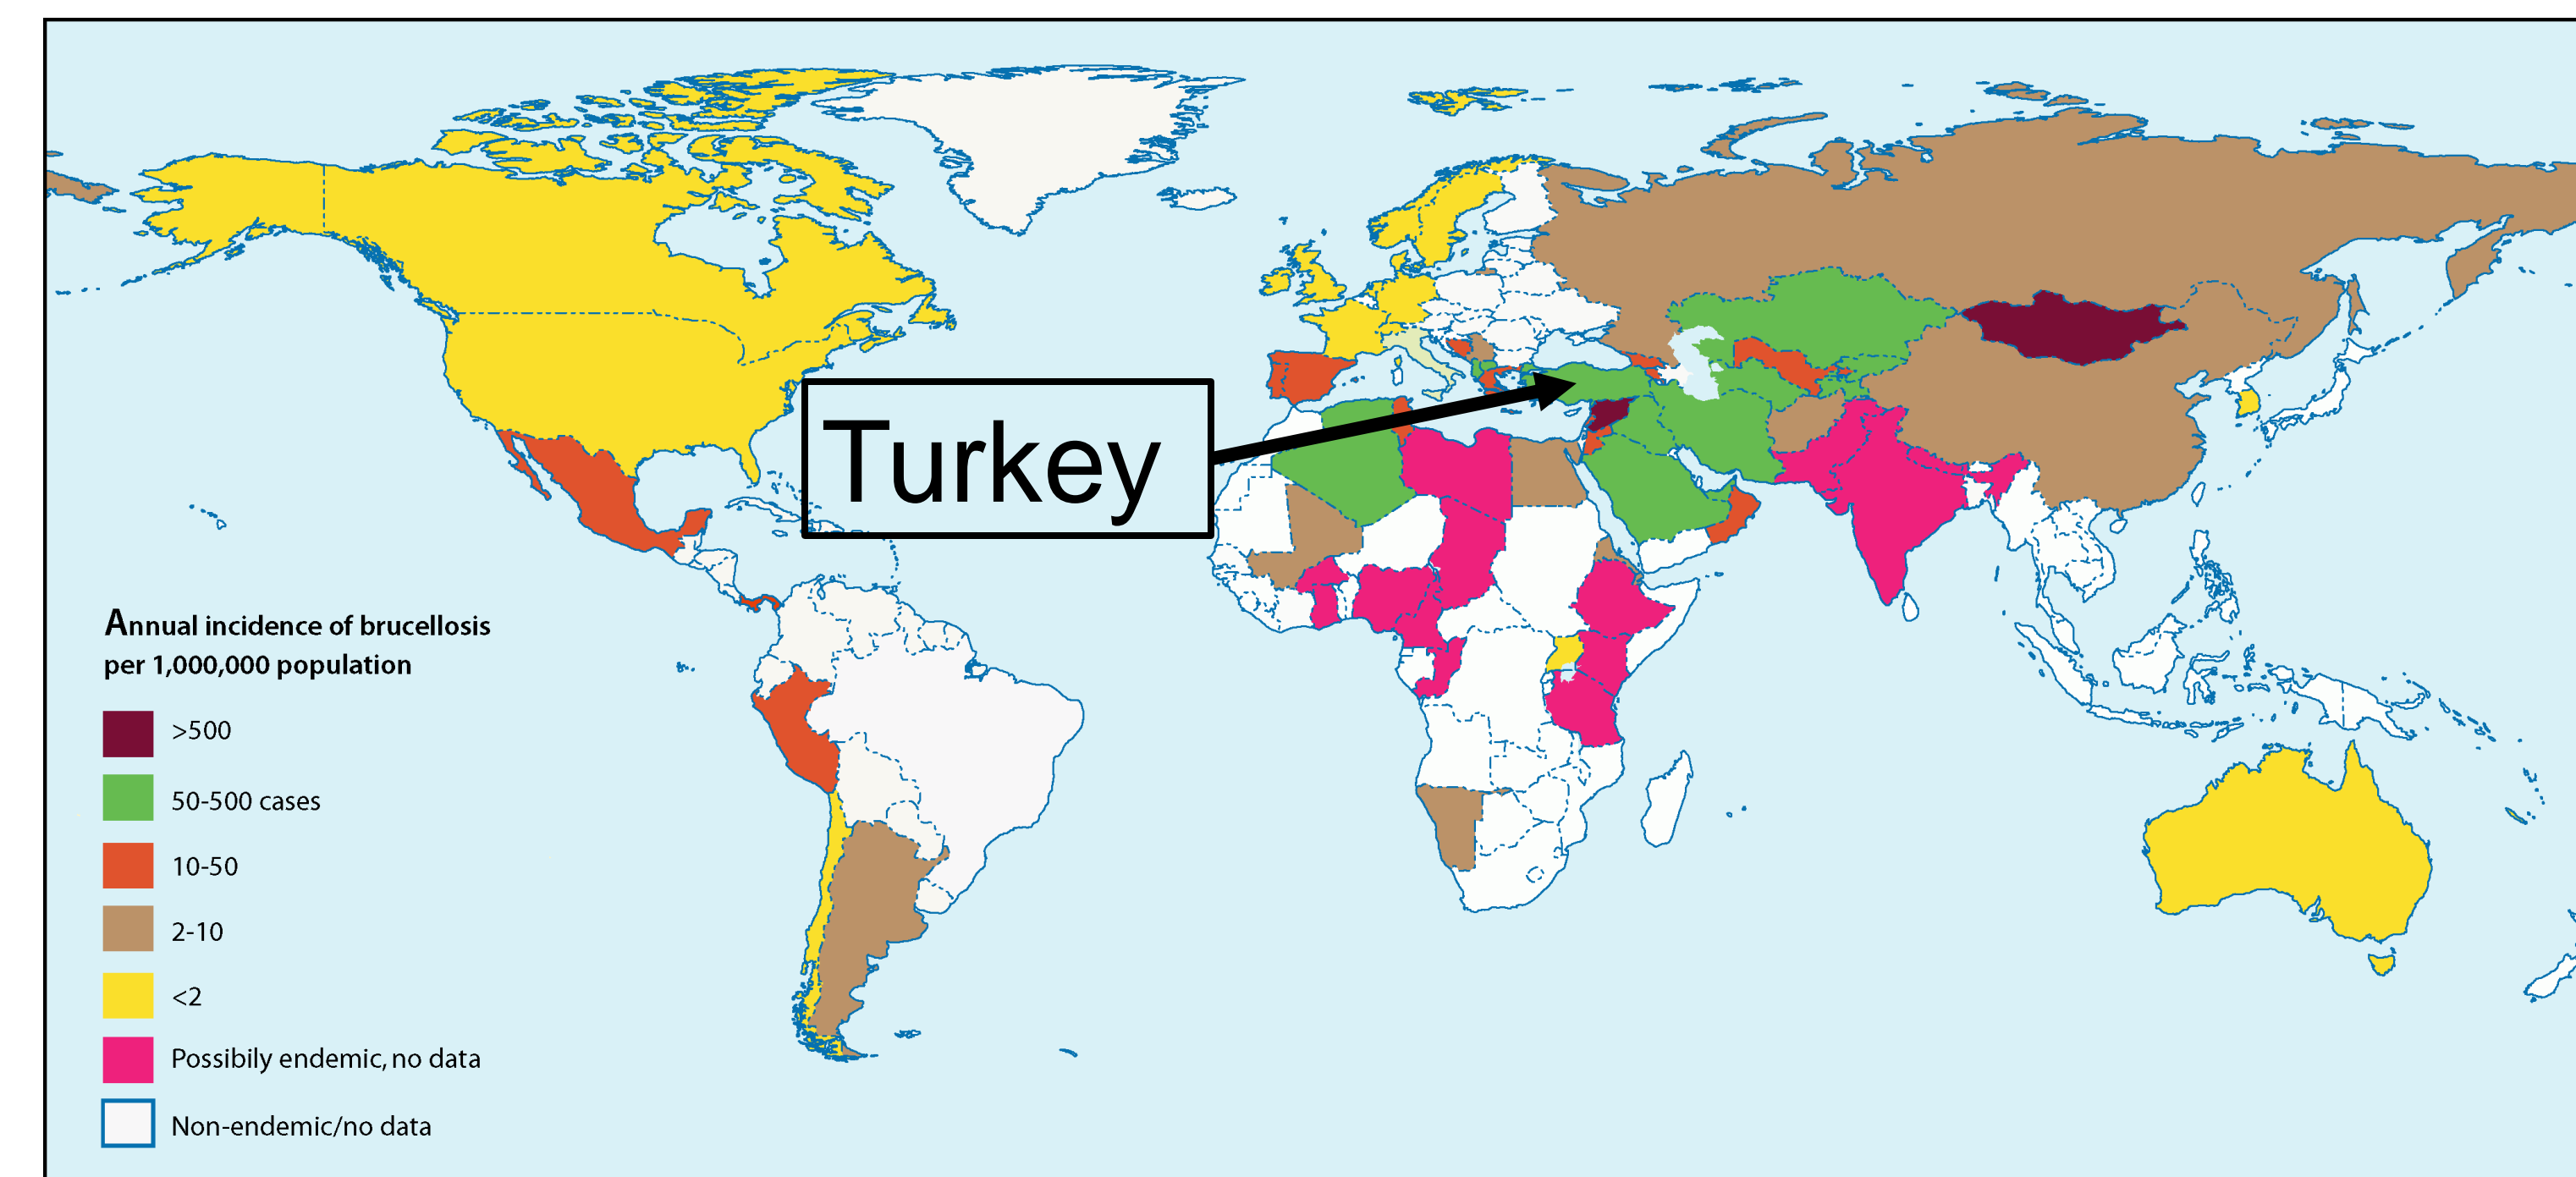 Turkey
Annual incidence of brucellosis
per 1,000,000 population
>500
50-500 cases
10-50
2-10
<2
Possibily endemic, no data
Non-endemic/no data